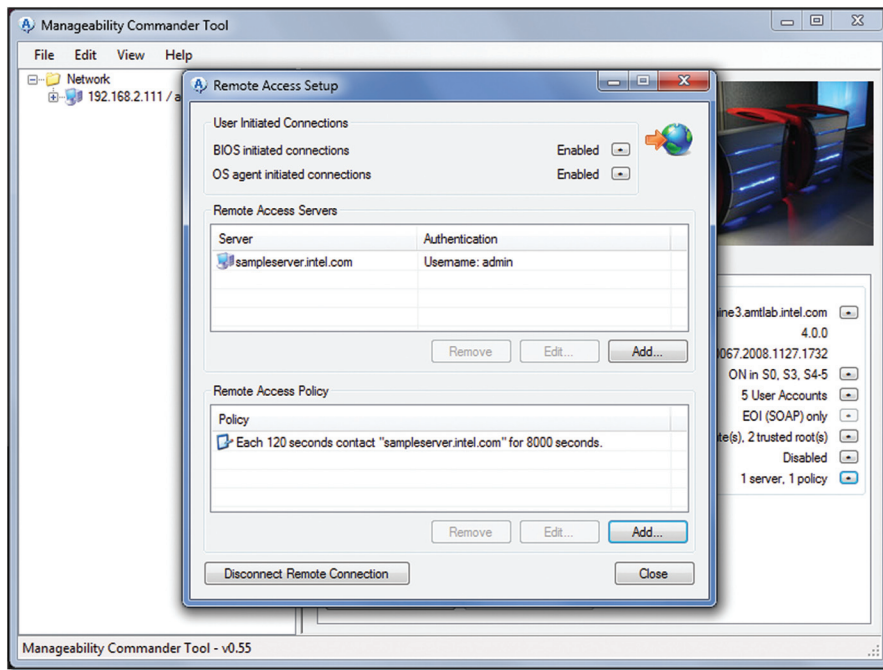 Manageability Commander Tool
File Edit View Help
Network
192.168.2.111 / a
Remote Access Setup
User Initiated Connections
BIOS initiated connections Enabled
OS agent initiated connections Enabled
Remote Access Servers
Server Authentication
sampleserver.intel.com Username: admin
Remove Edit... Add...
Remote Access Policy
Policy
Each 120 seconds contact "sampleserver.intel.com" for 8000 seconds.
Remove Edit... Add...
Disconnect Remote Connection Close
ine3.amtlab.intel.com
4.0.0
067.2008.1127.1732
ON in S0, S3, S4-5
5 User Accounts
EOI (SOAP) only
te(s), 2 trusted root(s)
Disabled
1 server, 1 policy
Manageability Commander Tool - v0.55